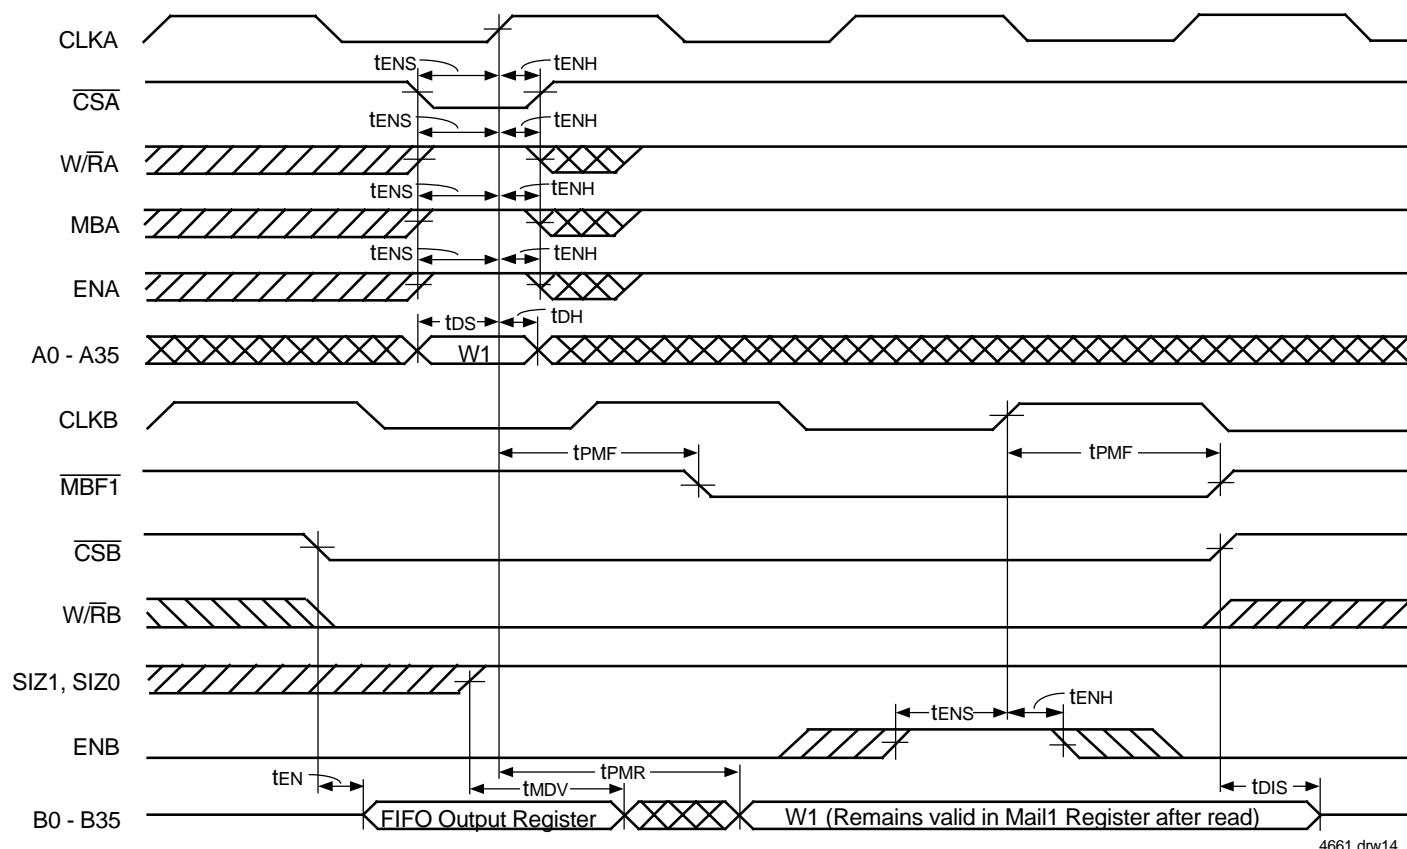 CLKA
tENS tENH
CSA
tENS tENH
W/RA
tENS tENH
MBA
tENS tENH
ENA
tDS tDH
A0 - A35 W1
CLKB
tPMF tPMF
MBF1
CSB
W/RB
SIZ1, SIZ0
tENS tENH
ENB
tEN tMDV tPMR tDIS
B0 - B35 FIFO Output Register W1 (Remains valid in Mail1 Register after read)
4661 drw14